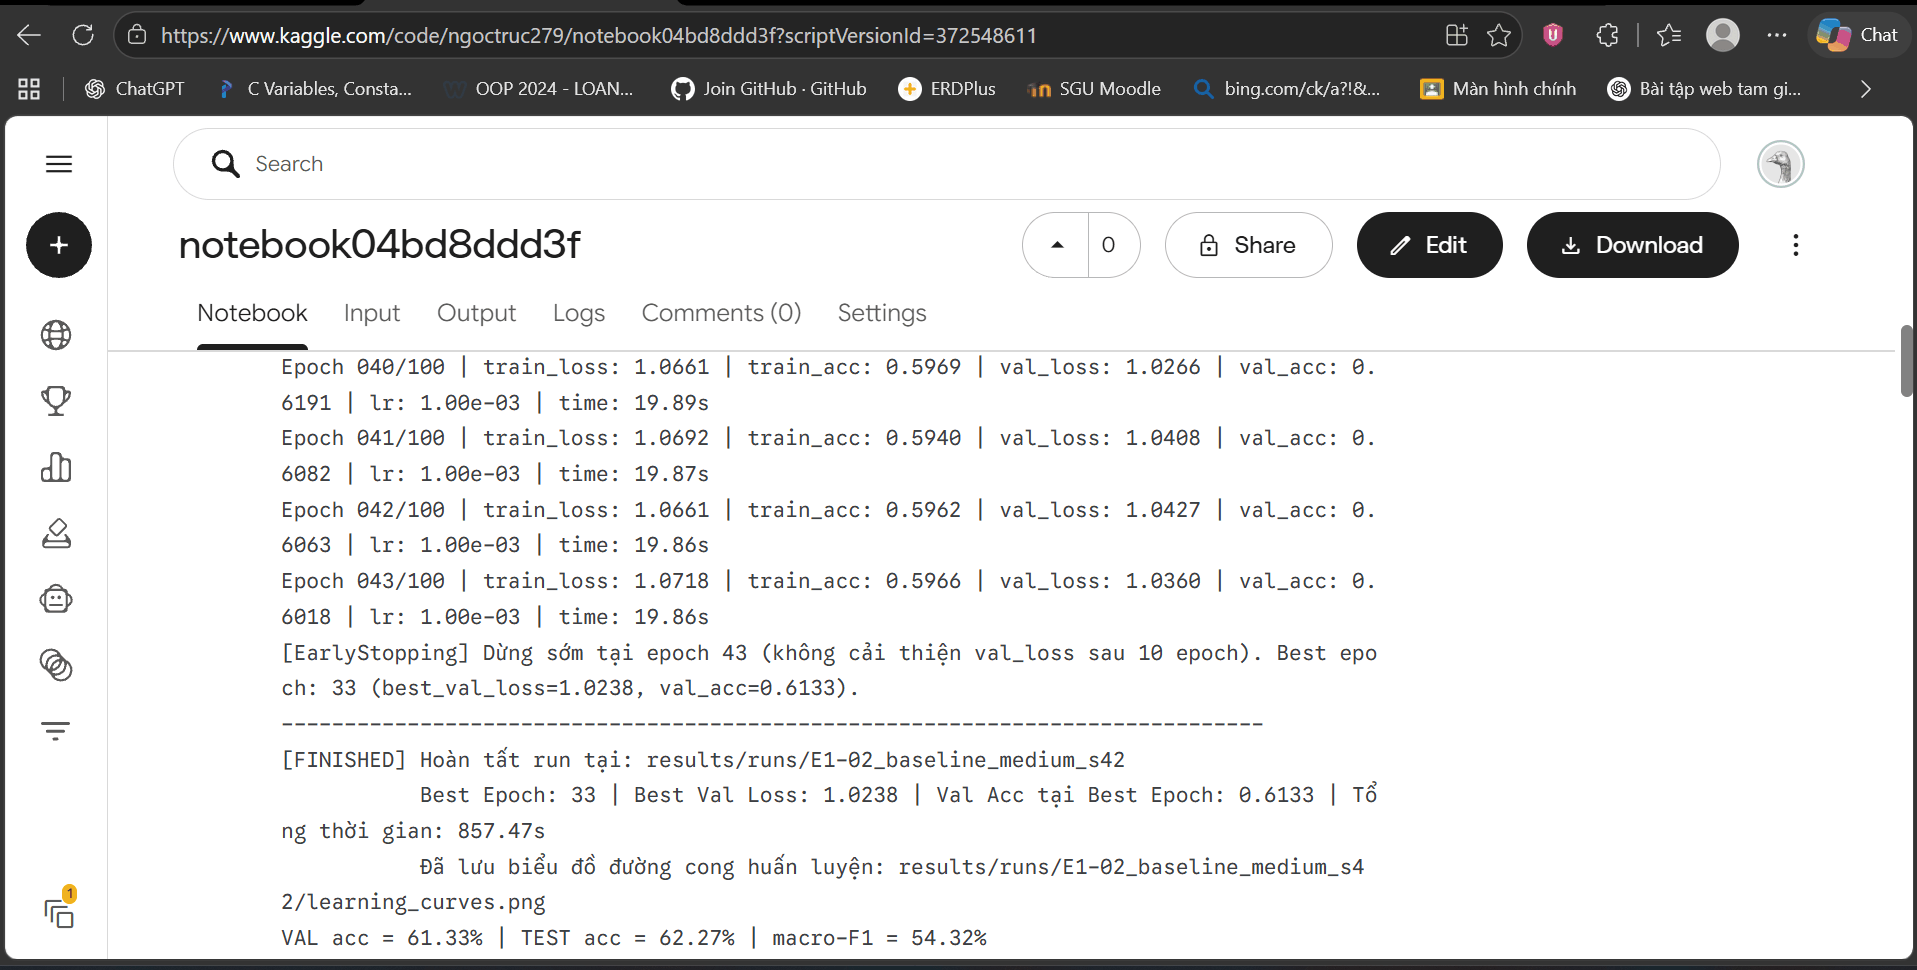 https://www.kaggle.com/code/ngoctruc279/notebook04bd8ddd3f?scriptVersionId=372548611
Chat
ChatGPT
C Variables, Consta...
OOP 2024 - LOAN...
Join GitHub · GitHub
ERDPlus
SGU Moodle
bing.com/ck/a?!&...
Màn hình chính
Bài tập web tam gi...
Search
notebook04bd8ddd3f
0
Share
Edit
Download
Notebook
Input
Output
Logs
Comments (0)
Settings
Epoch 040/100 | train_loss: 1.0661 | train_acc: 0.5969 | val_loss: 1.0266 | val_acc: 0.
6191 | lr: 1.00e-03 | time: 19.89s
Epoch 041/100 | train_loss: 1.0692 | train_acc: 0.5940 | val_loss: 1.0408 | val_acc: 0.
6082 | lr: 1.00e-03 | time: 19.87s
Epoch 042/100 | train_loss: 1.0661 | train_acc: 0.5962 | val_loss: 1.0427 | val_acc: 0.
6063 | lr: 1.00e-03 | time: 19.86s
Epoch 043/100 | train_loss: 1.0718 | train_acc: 0.5966 | val_loss: 1.0360 | val_acc: 0.
6018 | lr: 1.00e-03 | time: 19.86s
[EarlyStopping] Dừng sớm tại epoch 43 (không cải thiện val_loss sau 10 epoch). Best epo
ch: 33 (best_val_loss=1.0238, val_acc=0.6133).
------------------------------------------------------------------------------
[FINISHED] Hoàn tất run tại: results/runs/E1-02_baseline_medium_s42
Best Epoch: 33 | Best Val Loss: 1.0238 | Val Acc tại Best Epoch: 0.6133 | Tổ
ng thời gian: 857.47s
Đã lưu biểu đồ đường cong huấn luyện: results/runs/E1-02_baseline_medium_s4
2/learning_curves.png
VAL acc = 61.33% | TEST acc = 62.27% | macro-F1 = 54.32%
1